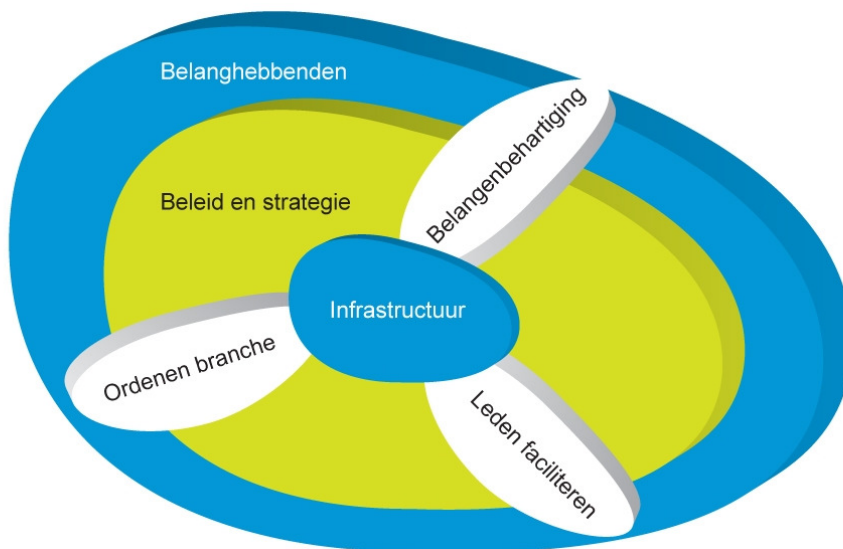 Belanghebbenden
Belangenbehartiging
Beleid en strategie
Infrastructuur
Ordenen branche
Leden faciliteren